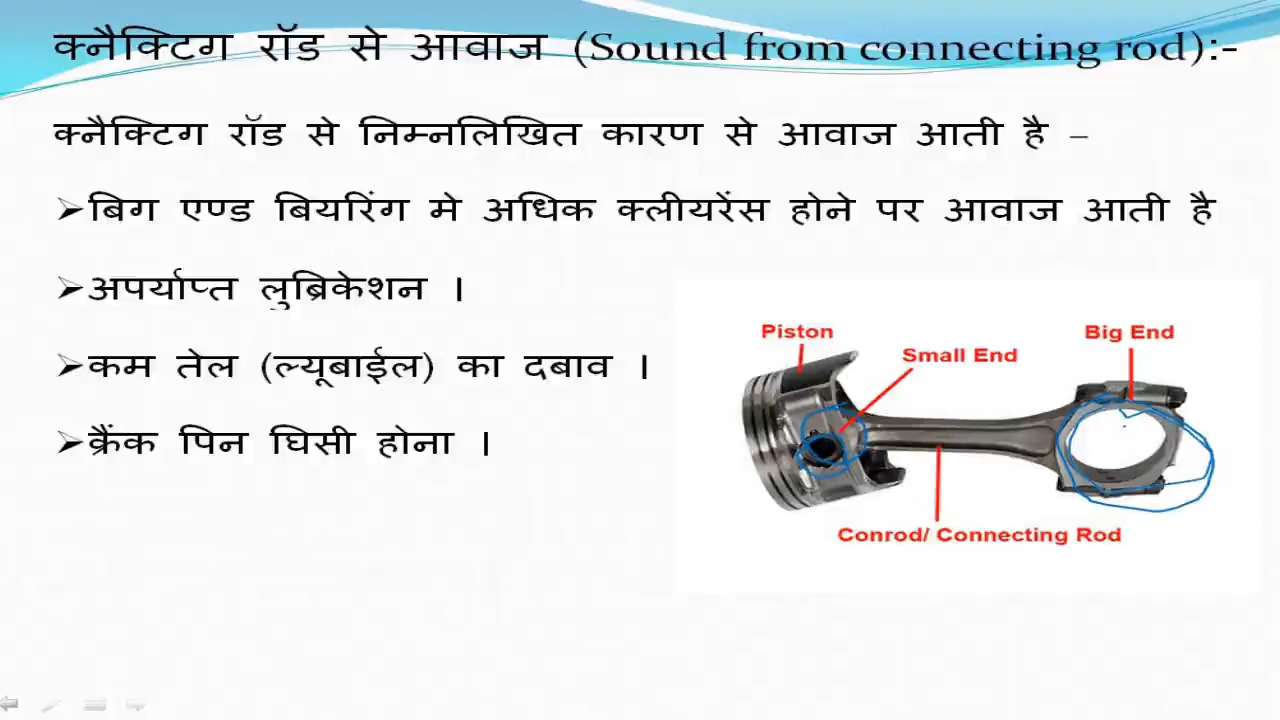 क्नैक्टिग रॉड से आवाज (Sound from connecting rod):-
क्नैक्टिग रॉड से निम्नलिखित कारण से आवाज आती है –
➢बिग एण्ड बियरिंग मे अधिक क्लीयरेंस होने पर आवाज आती है
➢अपर्याप्त लुब्रिकेशन ।
➢कम तेल (ल्यूबाईल) का दबाव ।
➢क्रैंक पिन घिसी होना ।
Piston
Small End
Big End
Conrod/ Connecting Rod